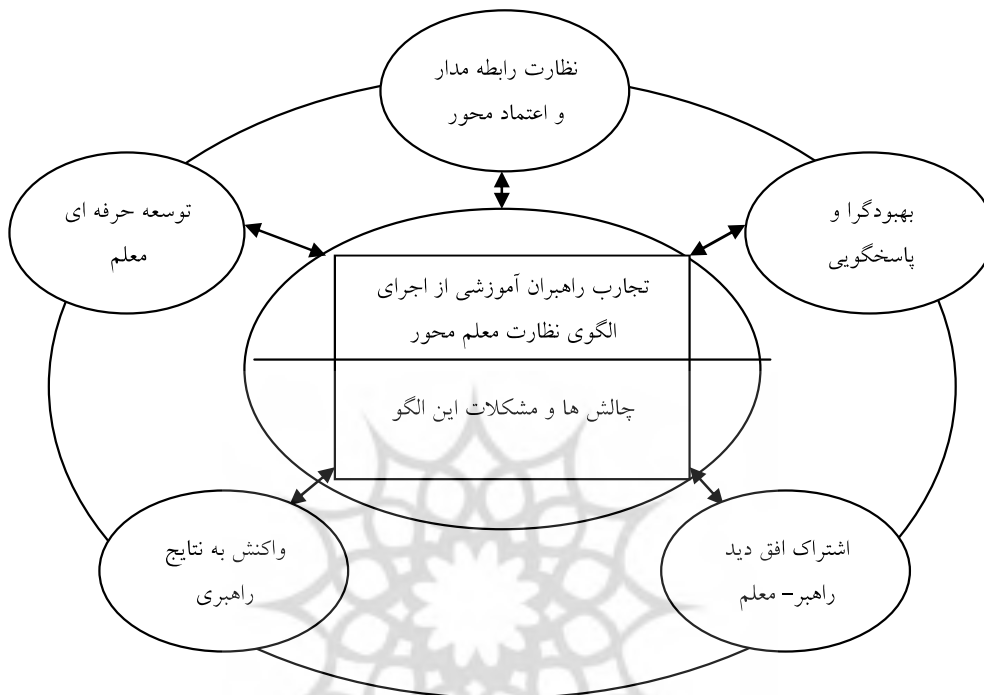 نظارت رابطه مدار
و اعتماد محور
بهبودگرا و
پاسخگویی
توسعه حرفه ای
معلم
تجارب راهبران آموزشی از اجرای
الگوی نظارت معلم محور
چالش ها و مشکلات این الگو
اشتراک افق دید
راهبر- معلم
واکنش به نتایج
راهبری